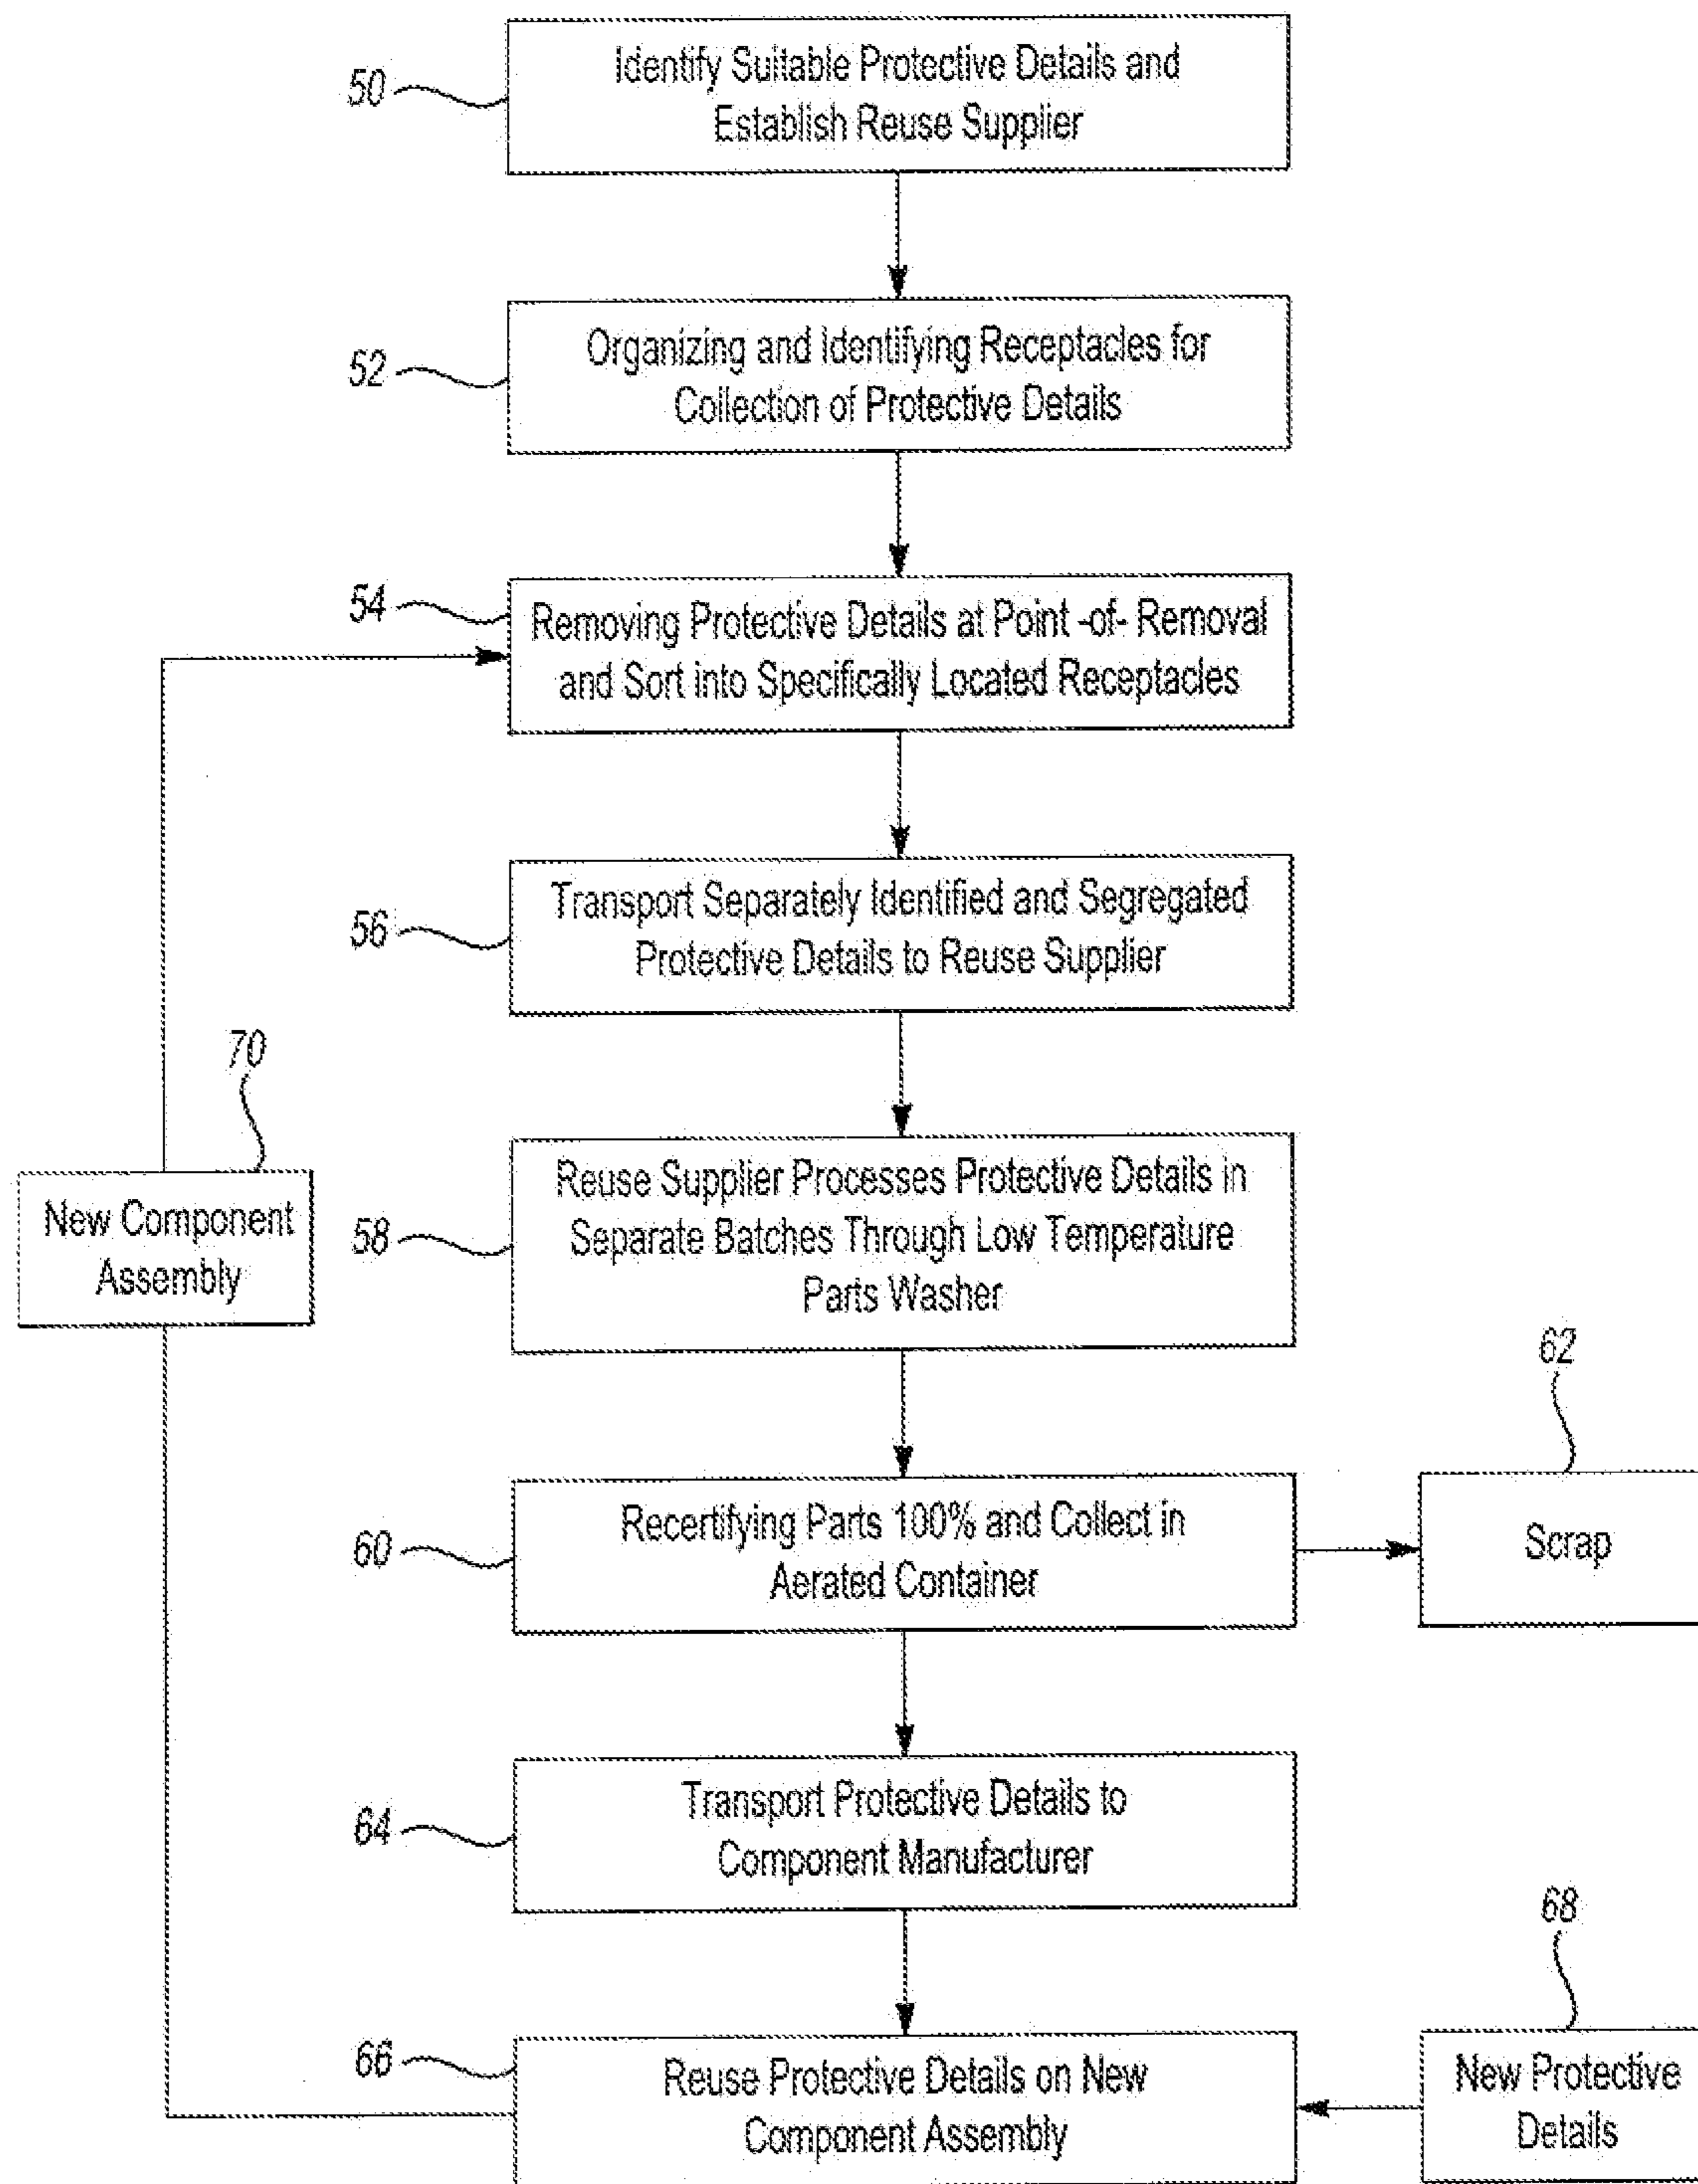 50
Identify Suitable Protective Details and
Establish Reuse Supplier
52
Organizing and Identifying Receptacles for
Collection of Protective Details
54
Removing Protective Details at Point -of- Removal
and Sort into Specifically Located Receptacles
56
Transport Separately Identified and Segregated
Protective Details to Reuse Supplier
70
New Component
Assembly
58
Reuse Supplier Processes Protective Details in
Separate Batches Through Low Temperature
Parts Washer
62
60
Recertifying Parts 100% and Collect in
Aerated Container
Scrap
64
Transport Protective Details to
Component Manufacturer
68
66
Reuse Protective Details on New
Component Assembly
New Protective
Details